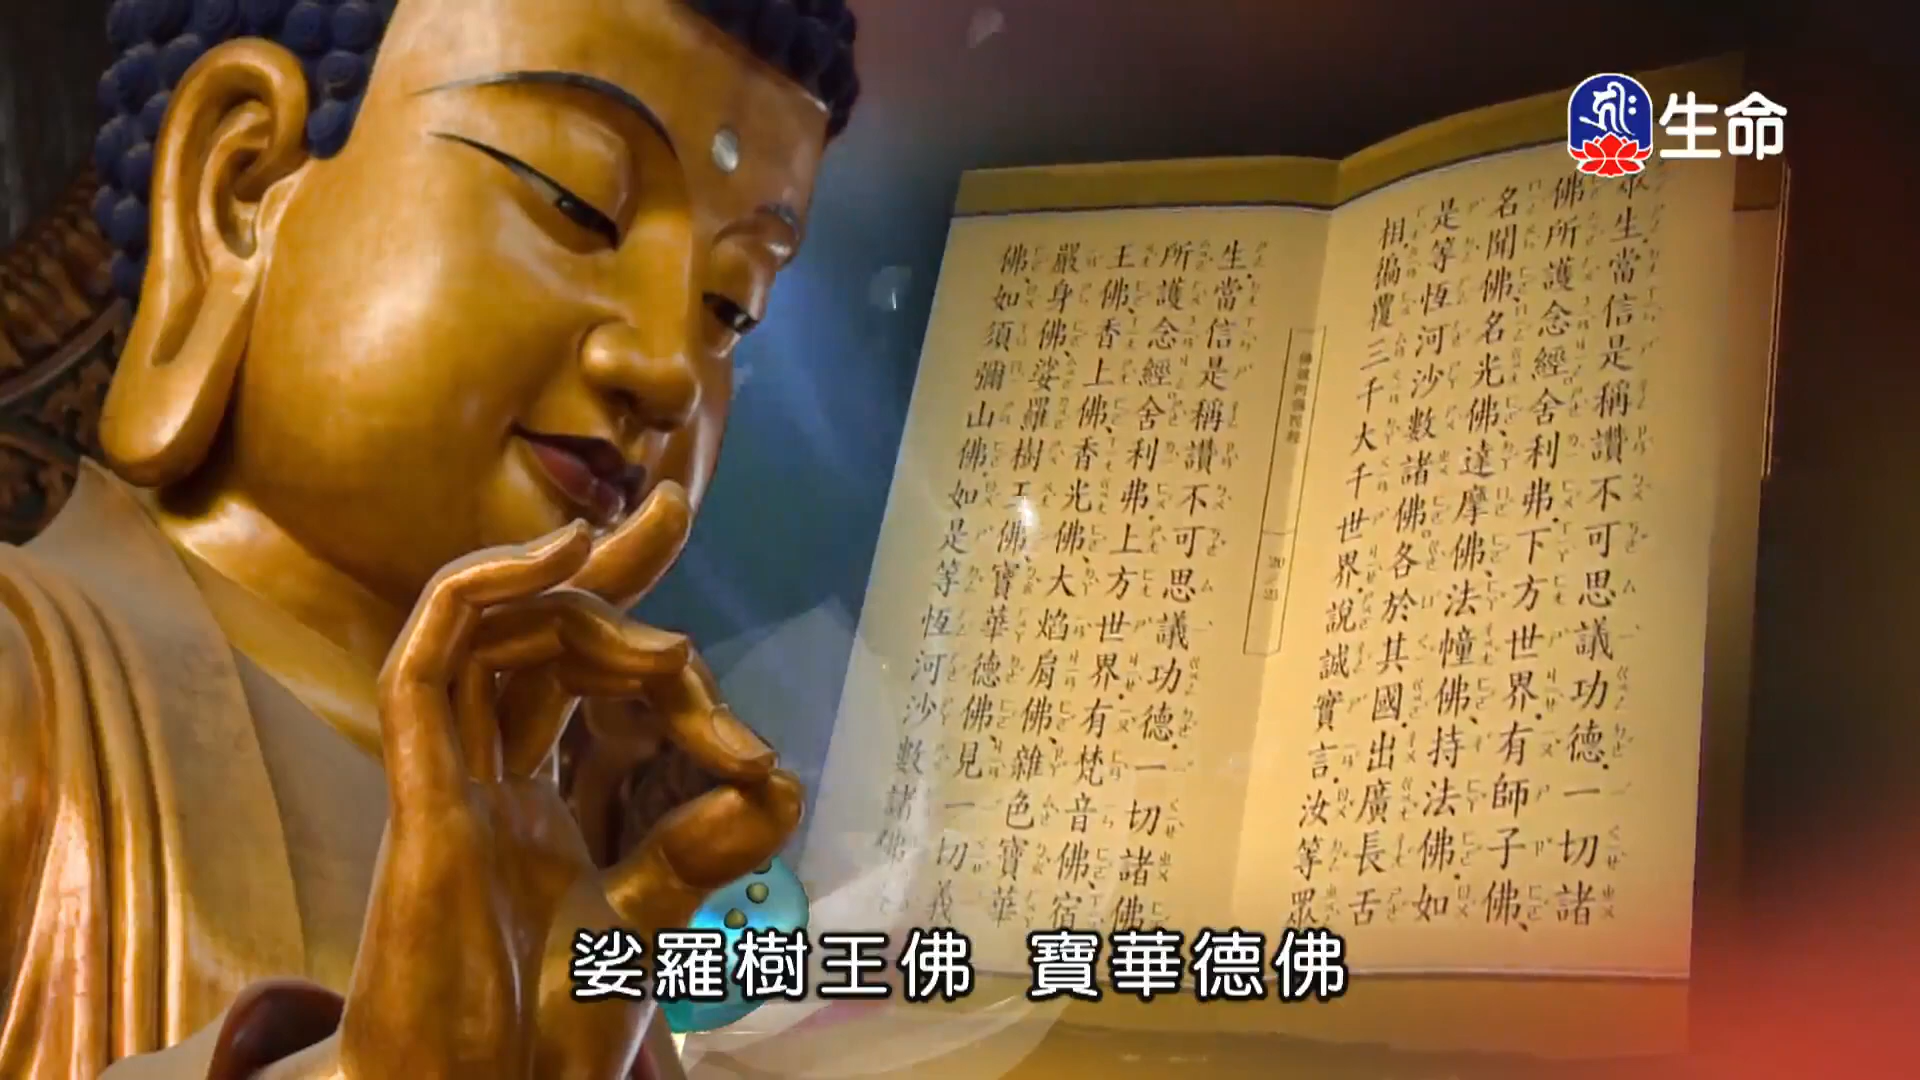 生命
眾生當信是稱讚不可思議功德一切諸
佛所護念經舍利弗下方世界有師子佛、
名聞佛、名光佛、達摩佛、法幢佛、持法佛如
是等恆河沙數諸佛各於其國出廣長舌
相徧覆三千大千世界說誠實言汝等眾
佛說阿彌陀經
生當信是稱讚不可思議功德一切諸佛
所護念經舍利弗上方世界有梵音佛、宿
王佛、香上佛、香光佛、大焰肩佛、雜色寶華
嚴身佛、娑羅樹王佛、寶華德佛、見一切義
佛如須彌山佛如是等恆河沙數諸佛
娑羅樹王佛 寶華德佛